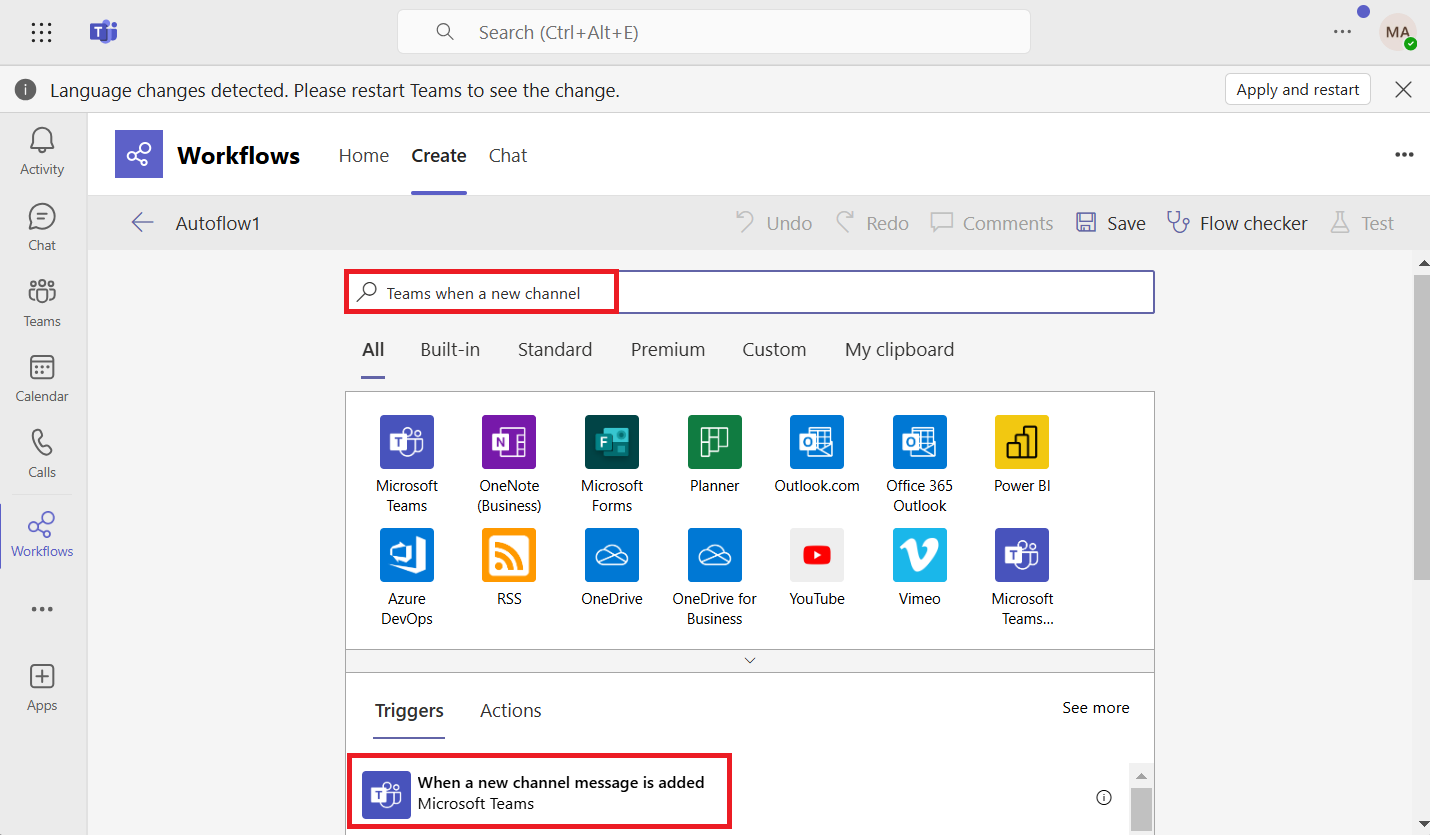 Search (Ctrl+Alt+E)
MA
Language changes detected. Please restart Teams to see the change.
Apply and restart
Activity
Chat
Teams
Calendar
Calls
Workflows
Apps
Workflows
Home
Create
Chat
Autoflow1
Undo
Redo
Comments
Save
Flow checker
Test
Teams when a new channel
All
Built-in
Standard
Premium
Custom
My clipboard
Microsoft
Teams
OneNote
(Business)
Microsoft
Forms
Planner
Outlook.com
Office 365
Outlook
Power BI
Azure
DevOps
RSS
OneDrive
OneDrive for
Business
YouTube
Vimeo
Microsoft
Teams...
Triggers
Actions
See more
When a new channel message is added
Microsoft Teams